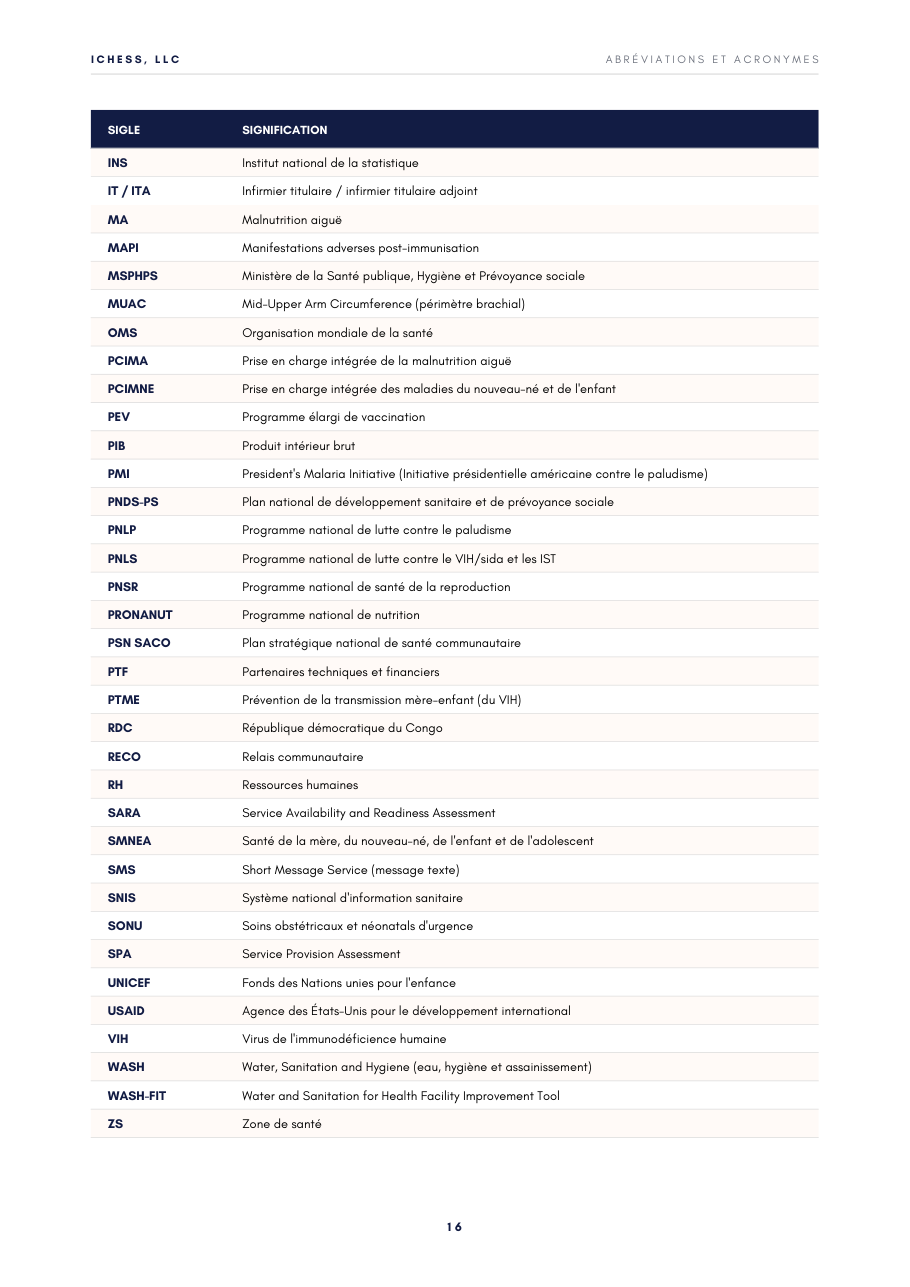 ICHESS, LLC ABRÉVIATIONS ET ACRONYMES
SIGLE SIGNIFICATION
INS Institut national de la statistique
IT / ITA Infirmier titulaire / infirmier titulaire adjoint
MA Malnutrition aiguë
MAPI Manifestations adverses post-immunisation
MSPHPS Ministère de la Santé publique, Hygiène et Prévoyance sociale
MUAC Mid-Upper Arm Circumference (périmètre brachial)
OMS Organisation mondiale de la santé
PCIMA Prise en charge intégrée de la malnutrition aiguë
PCIMNE Prise en charge intégrée des maladies du nouveau-né et de l'enfant
PEV Programme élargi de vaccination
PIB Produit intérieur brut
PMI President's Malaria Initiative (Initiative présidentielle américaine contre le paludisme)
PNDS-PS Plan national de développement sanitaire et de prévoyance sociale
PNLP Programme national de lutte contre le paludisme
PNLS Programme national de lutte contre le VIH/sida et les IST
PNSR Programme national de santé de la reproduction
PRONANUT Programme national de nutrition
PSN SACO Plan stratégique national de santé communautaire
PTF Partenaires techniques et financiers
PTME Prévention de la transmission mère-enfant (du VIH)
RDC République démocratique du Congo
RECO Relais communautaire
RH Ressources humaines
SARA Service Availability and Readiness Assessment
SMNEA Santé de la mère, du nouveau-né, de l'enfant et de l'adolescent
SMS Short Message Service (message texte)
SNIS Système national d'information sanitaire
SONU Soins obstétricaux et néonatals d'urgence
SPA Service Provision Assessment
UNICEF Fonds des Nations unies pour l'enfance
USAID Agence des États-Unis pour le développement international
VIH Virus de l'immunodéficience humaine
WASH Water, Sanitation and Hygiene (eau, hygiène et assainissement)
WASH-FIT Water and Sanitation for Health Facility Improvement Tool
ZS Zone de santé
16